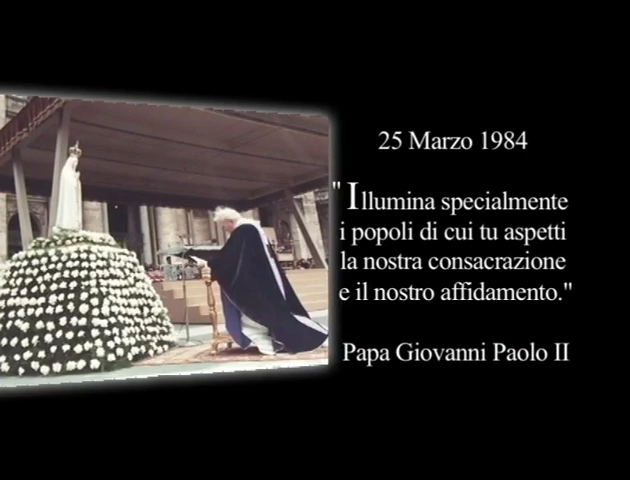 25 Marzo 1984
" Illumina specialmente
i popoli di cui tu aspetti
la nostra consacrazione
e il nostro affidamento."
Papa Giovanni Paolo II